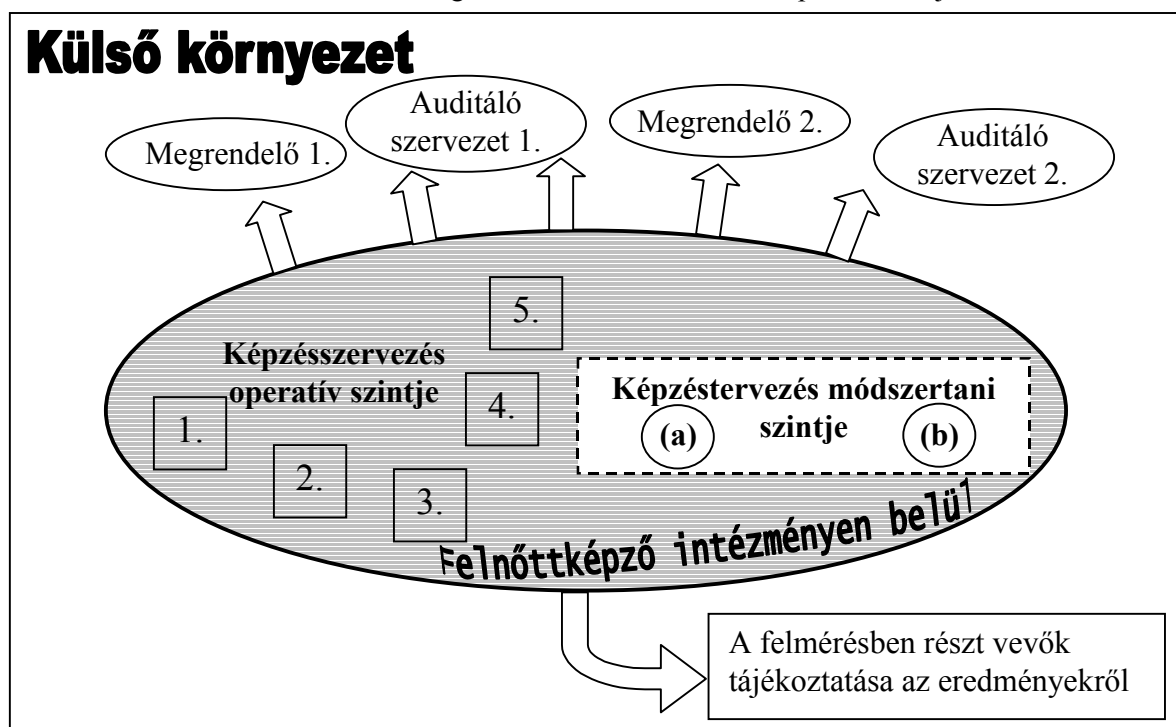 Külső környezet
Auditáló
szervezet 1.
Megrendelő 1.
Megrendelő 2.
Auditáló
szervezet 2.
5.
Képzésszervezés
operatív szintje
4.
1.
2.
3.
Képzéstervezés módszertani
szintje
(a)
(b)
Felnőttképző intézményen belül
A felmérésben részt vevők
tájékoztatása az eredményekről